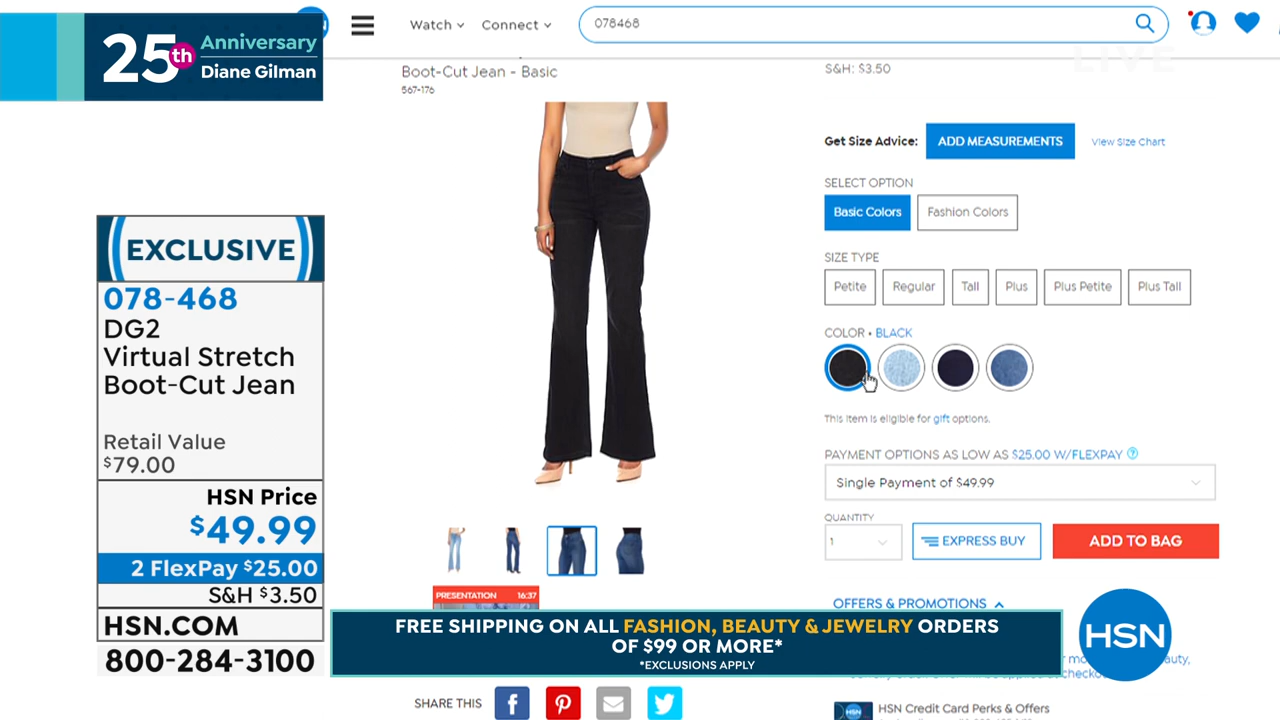 25th
Anniversary
Diane Gilman
HSN
Watch
Connect
078468
LIVE
Boot-Cut Jean - Basic
567-176
S&H: $3.50
Get Size Advice:
ADD MEASUREMENTS
View Size Chart
SELECT OPTION
Basic Colors
Fashion Colors
SIZE TYPE
Petite
Regular
Tall
Plus
Plus Petite
Plus Tall
COLOR • BLACK
This item is eligible for gift options.
PAYMENT OPTIONS AS LOW AS $25.00 W/FLEXPAY ?
Single Payment of $49.99
QUANTITY
1
EXPRESS BUY
ADD TO BAG
OFFERS & PROMOTIONS
EXCLUSIVE
078-468
DG2
Virtual Stretch
Boot-Cut Jean
Retail Value
$79.00
HSN Price
$49.99
2 FlexPay $25.00
S&H $3.50
HSN.COM
800-284-3100
PRESENTATION 16:37
FREE SHIPPING ON ALL FASHION, BEAUTY & JEWELRY ORDERS
OF $99 OR MORE*
*EXCLUSIONS APPLY
HSN
SHARE THIS
HSN
HSN Credit Card Perks & Offers